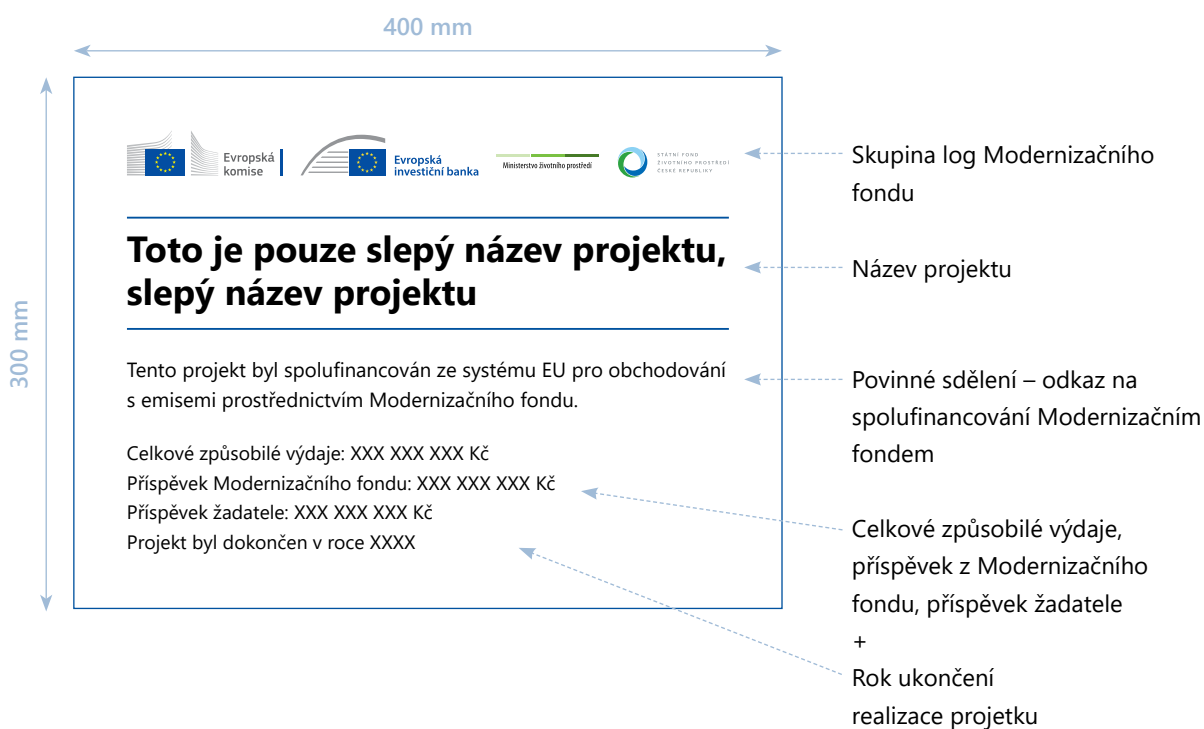 400 mm
300 mm
Evropská
komise
Evropská
investiční banka
Ministerstvo životního prostředí
STÁTNÍ FOND
ŽIVOTNÍHO PROSTŘEDÍ
ČESKÉ REPUBLIKY
Toto je pouze slepý název projektu,
slepý název projektu
Tento projekt byl spolufinancován ze systému EU pro obchodování
s emisemi prostřednictvím Modernizačního fondu.
Celkové způsobilé výdaje: XXX XXX XXX Kč
Příspěvek Modernizačního fondu: XXX XXX XXX Kč
Příspěvek žadatele: XXX XXX XXX Kč
Projekt byl dokončen v roce XXXX
Skupina log Modernizačního
fondu
Název projektu
Povinné sdělení – odkaz na
spolufinancování Modernizačním
fondem
Celkové způsobilé výdaje,
příspěvek z Modernizačního
fondu, příspěvek žadatele
+
Rok ukončení
realizace projetku